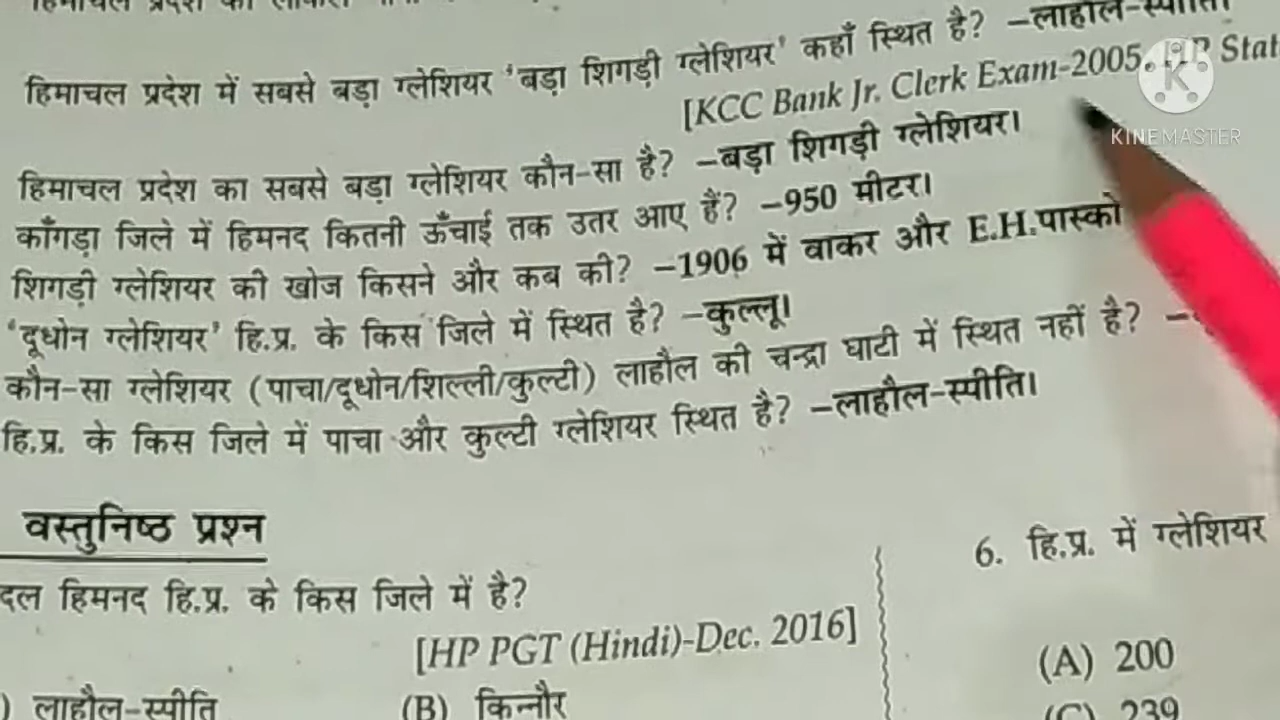 हिमाचल प्रदेश में सबसे बड़ा ग्लेशियर 'बड़ा शिगड़ी ग्लेशियर' कहाँ स्थित है? –लाहौल-स्पीति।
[KCC Bank Jr. Clerk Exam-2005, HP Stat
हिमाचल प्रदेश का सबसे बड़ा ग्लेशियर कौन-सा है? –बड़ा शिगड़ी ग्लेशियर।
काँगड़ा जिले में हिमनद कितनी ऊँचाई तक उतर आए हैं? –950 मीटर।
शिगड़ी ग्लेशियर की खोज किसने और कब की? –1906 में वाकर और E.H.पास्को
'दूधोन ग्लेशियर' हि.प्र. के किस जिले में स्थित है? –कुल्लू।
कौन-सा ग्लेशियर (पाचा/दूधोन/शिल्ली/कुल्टी) लाहौल की चन्द्रा घाटी में स्थित नहीं है? –
हि.प्र. के किस जिले में पाचा और कुल्टी ग्लेशियर स्थित है? –लाहौल-स्पीति।
वस्तुनिष्ठ प्रश्न
दल हिमनद हि.प्र. के किस जिले में है?
[HP PGT (Hindi)-Dec. 2016]
) लाहौल-स्पीति (B) किन्नौर
6. हि.प्र. में ग्लेशियर
(A) 200
(C) 239
KINEMASTER